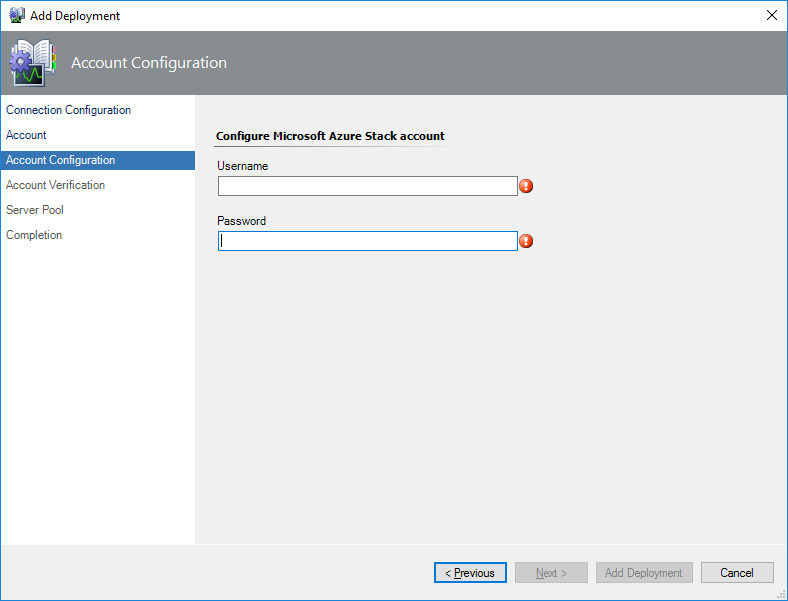 Add Deployment
Account Configuration
Connection Configuration
Account
Account Configuration
Account Verification
Server Pool
Completion
Configure Microsoft Azure Stack account
Username
Password
< Previous
Next >
Add Deployment
Cancel